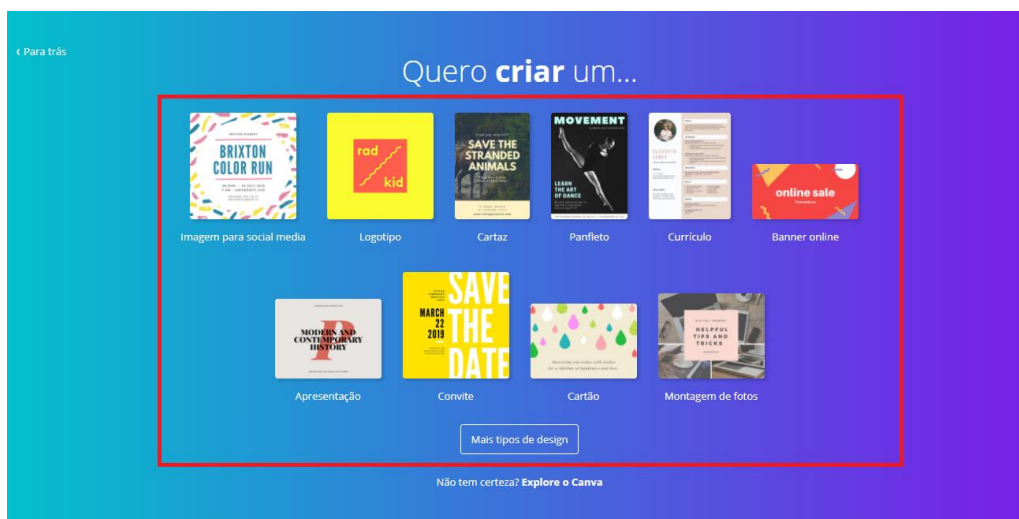 ‹ Para trás
Quero criar um...
BRIXTON
COLOR RUN
rad
kid
SAVE THE
STRANDED
ANIMALS
MOVEMENT
LEARN
THE ART
OF DANCE
online sale
Imagem para social media
Logotipo
Cartaz
Panfleto
Currículo
Banner online
MODERN AND
CONTEMPORARY
HISTORY
SAVE
THE
DATE
MARCH
22
2019
DIGITAL TRENDS
HELPFUL
TIPS AND
TRICKS
Apresentação
Convite
Cartão
Montagem de fotos
Mais tipos de design
Não tem certeza? Explore o Canva